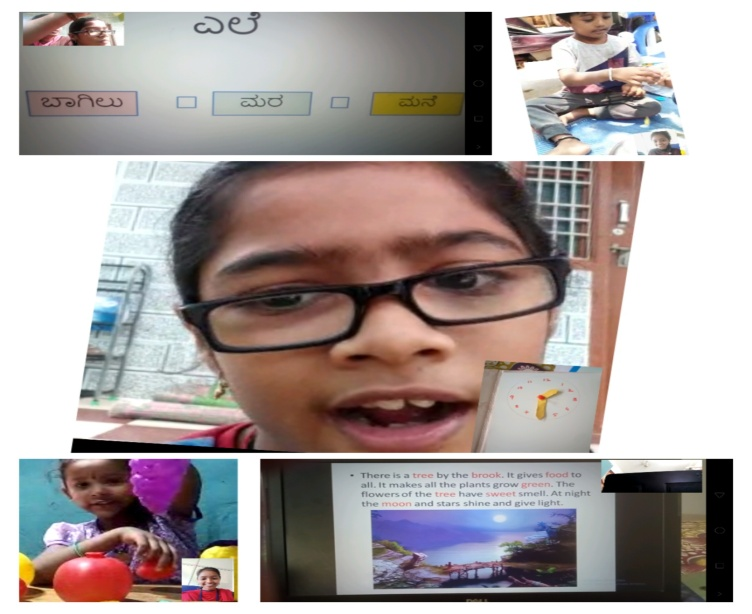 ಎಲೆ
ಬಾಗಿಲು ಮರ ಮನೆ
• There is a tree by the brook. It gives food to
all. It makes all the plants grow green. The
flowers of the tree have sweet smell. At night
the moon and stars shine and give light.